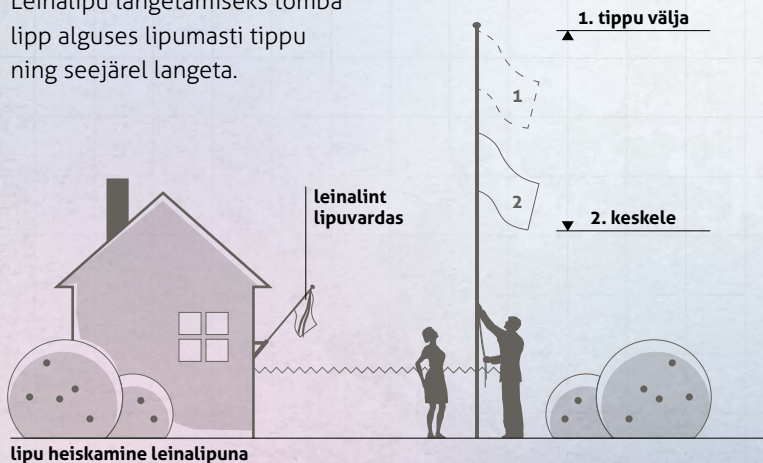 Leinalipu langetamiseks tõmba
lipp alguses lipumasti tippu
ning seejärel langeta.
1. tippu välja
1
2
2. keskele
leinalint
lipuvardas
lipu heiskamine leinalipuna